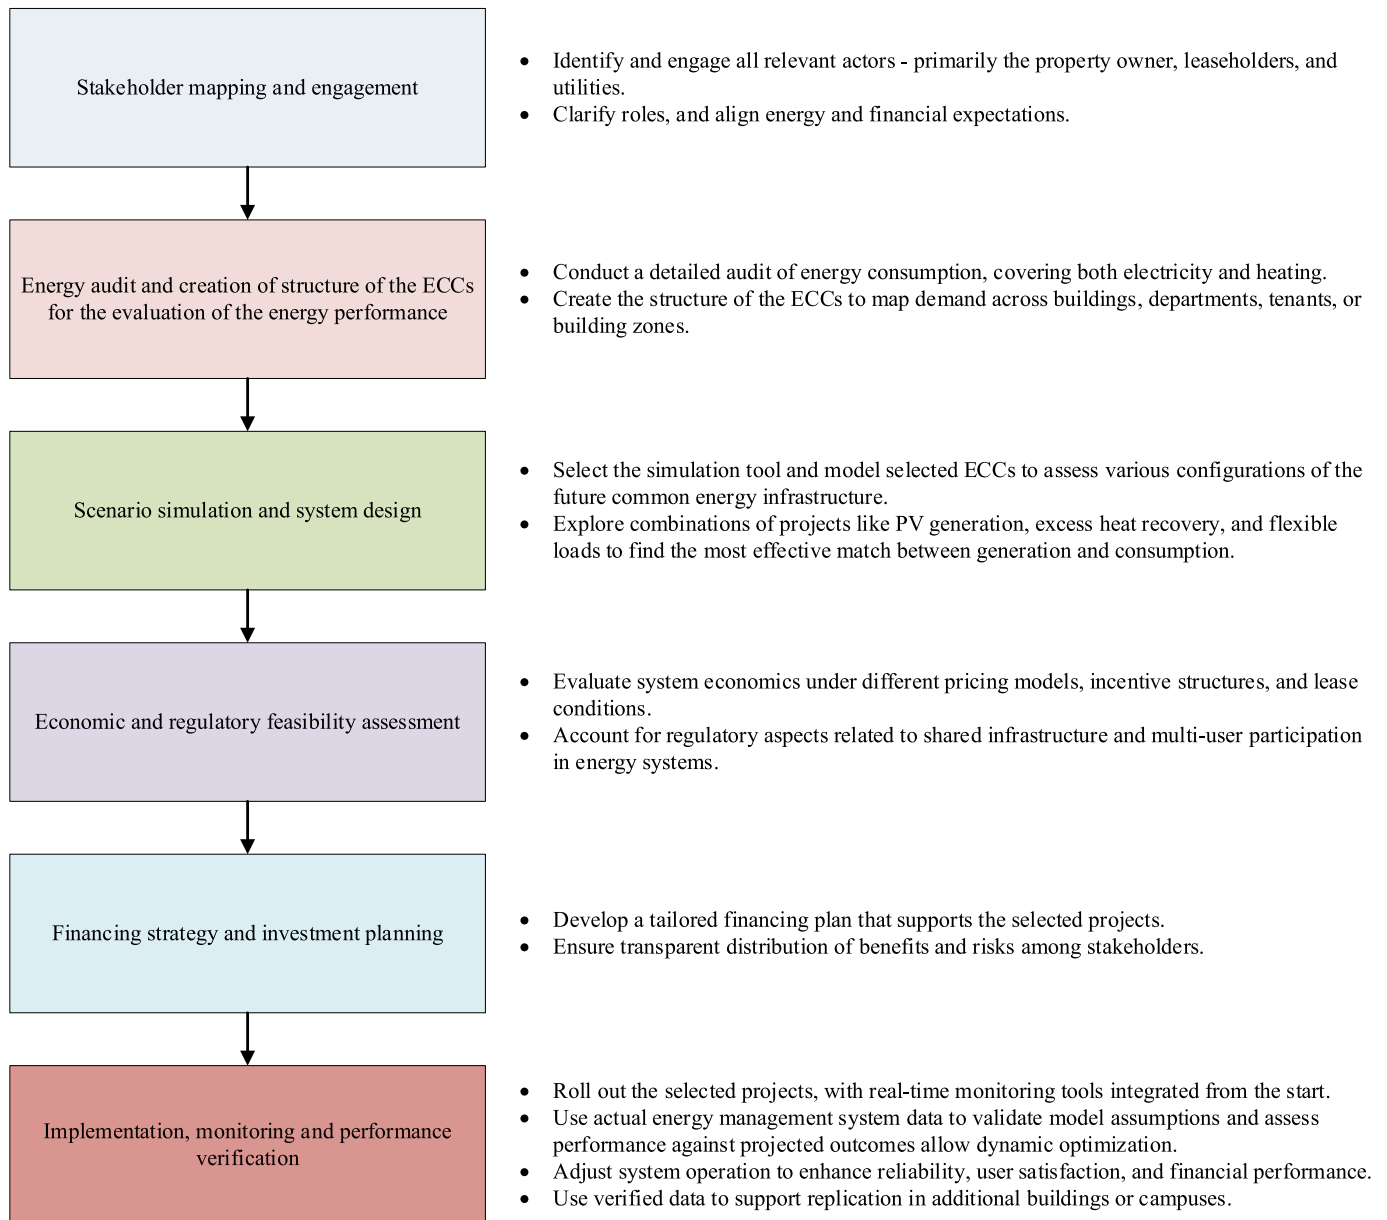 Stakeholder mapping and engagement
• Identify and engage all relevant actors - primarily the property owner, leaseholders, and
utilities.
• Clarify roles, and align energy and financial expectations.
Energy audit and creation of structure of the ECCs
for the evaluation of the energy performance
• Conduct a detailed audit of energy consumption, covering both electricity and heating.
• Create the structure of the ECCs to map demand across buildings, departments, tenants, or
building zones.
Scenario simulation and system design
• Select the simulation tool and model selected ECCs to assess various configurations of the
future common energy infrastructure.
• Explore combinations of projects like PV generation, excess heat recovery, and flexible
loads to find the most effective match between generation and consumption.
Economic and regulatory feasibility assessment
• Evaluate system economics under different pricing models, incentive structures, and lease
conditions.
• Account for regulatory aspects related to shared infrastructure and multi-user participation
in energy systems.
Financing strategy and investment planning
• Develop a tailored financing plan that supports the selected projects.
• Ensure transparent distribution of benefits and risks among stakeholders.
Implementation, monitoring and performance
verification
• Roll out the selected projects, with real-time monitoring tools integrated from the start.
• Use actual energy management system data to validate model assumptions and assess
performance against projected outcomes allow dynamic optimization.
• Adjust system operation to enhance reliability, user satisfaction, and financial performance.
• Use verified data to support replication in additional buildings or campuses.